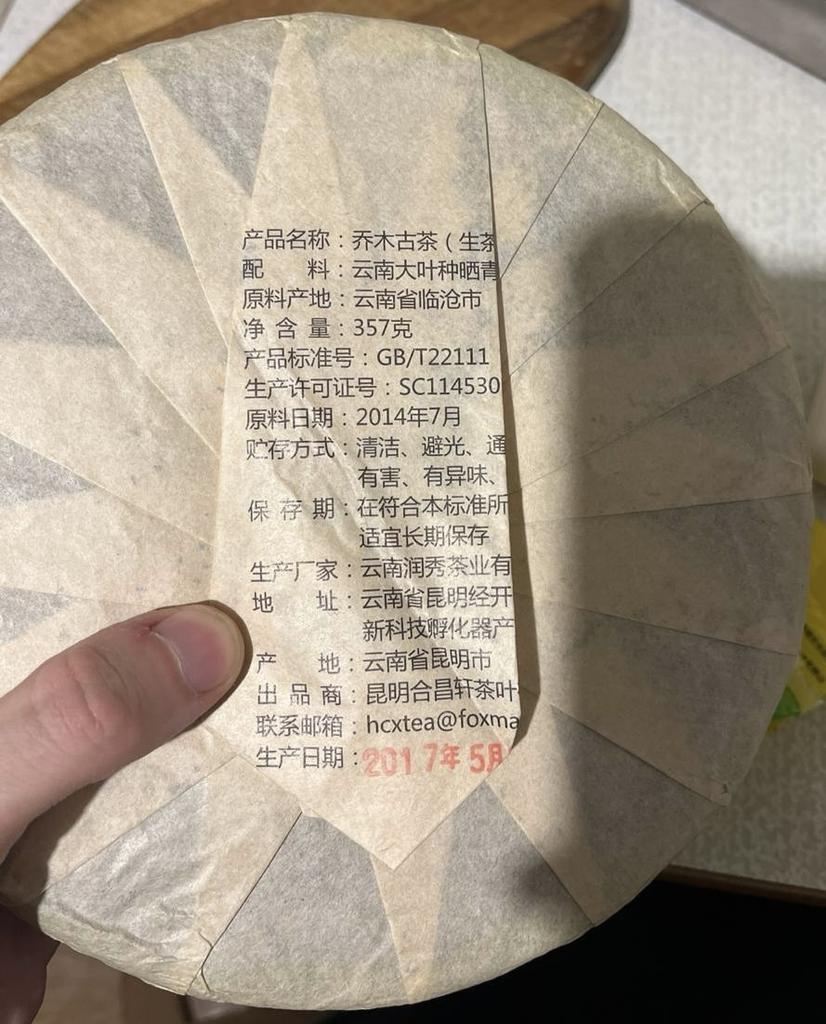 产品名称：乔木古茶（生茶
配　　料：云南大叶种晒青
原料产地：云南省临沧市
净 含 量：357克
产品标准号：GB/T22111
生产许可证号：SC114530
原料日期：2014年7月
贮存方式：清洁、避光、通
有害、有异味、
保 存 期：在符合本标准所
适宜长期保存
生产厂家：云南润秀茶业有
地　　址：云南省昆明经开
新科技孵化器产
产　　地：云南省昆明市
出 品 商：昆明合昌轩茶叶
联系邮箱：hcxtea@foxma
生产日期：2017年5月